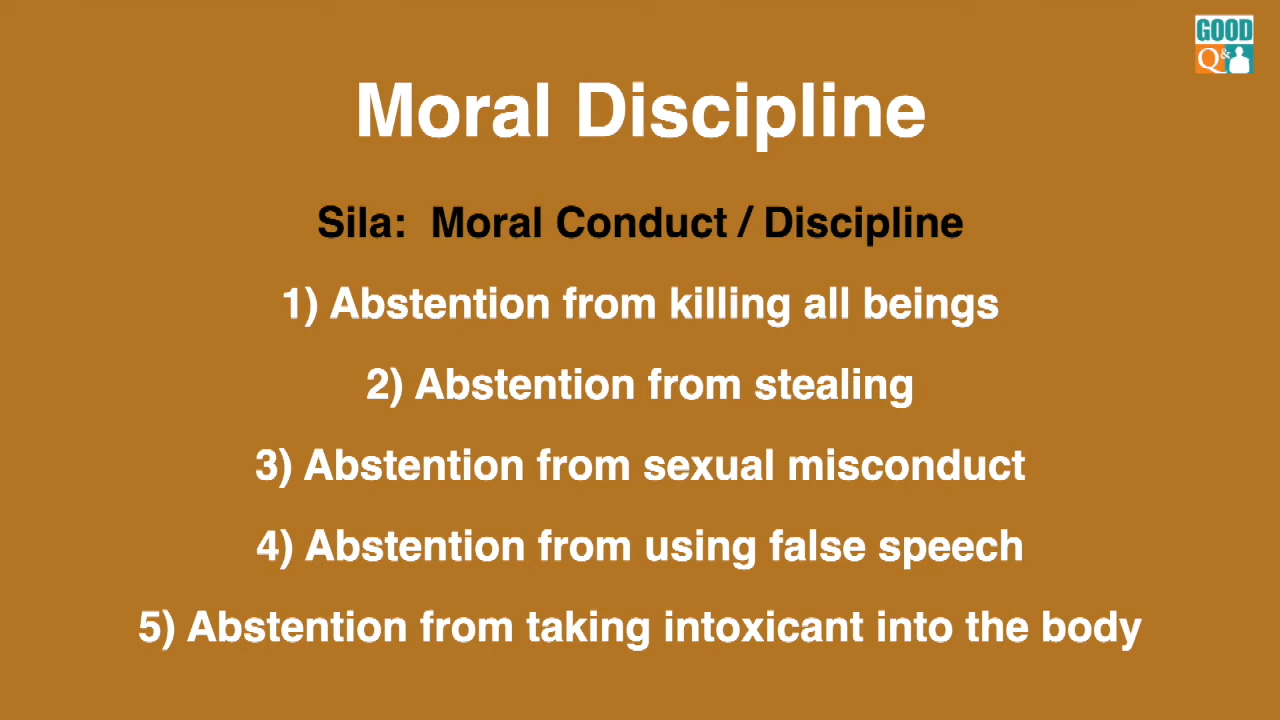 GOOD
Q&
Moral Discipline
Sila: Moral Conduct / Discipline
1) Abstention from killing all beings
2) Abstention from stealing
3) Abstention from sexual misconduct
4) Abstention from using false speech
5) Abstention from taking intoxicant into the body